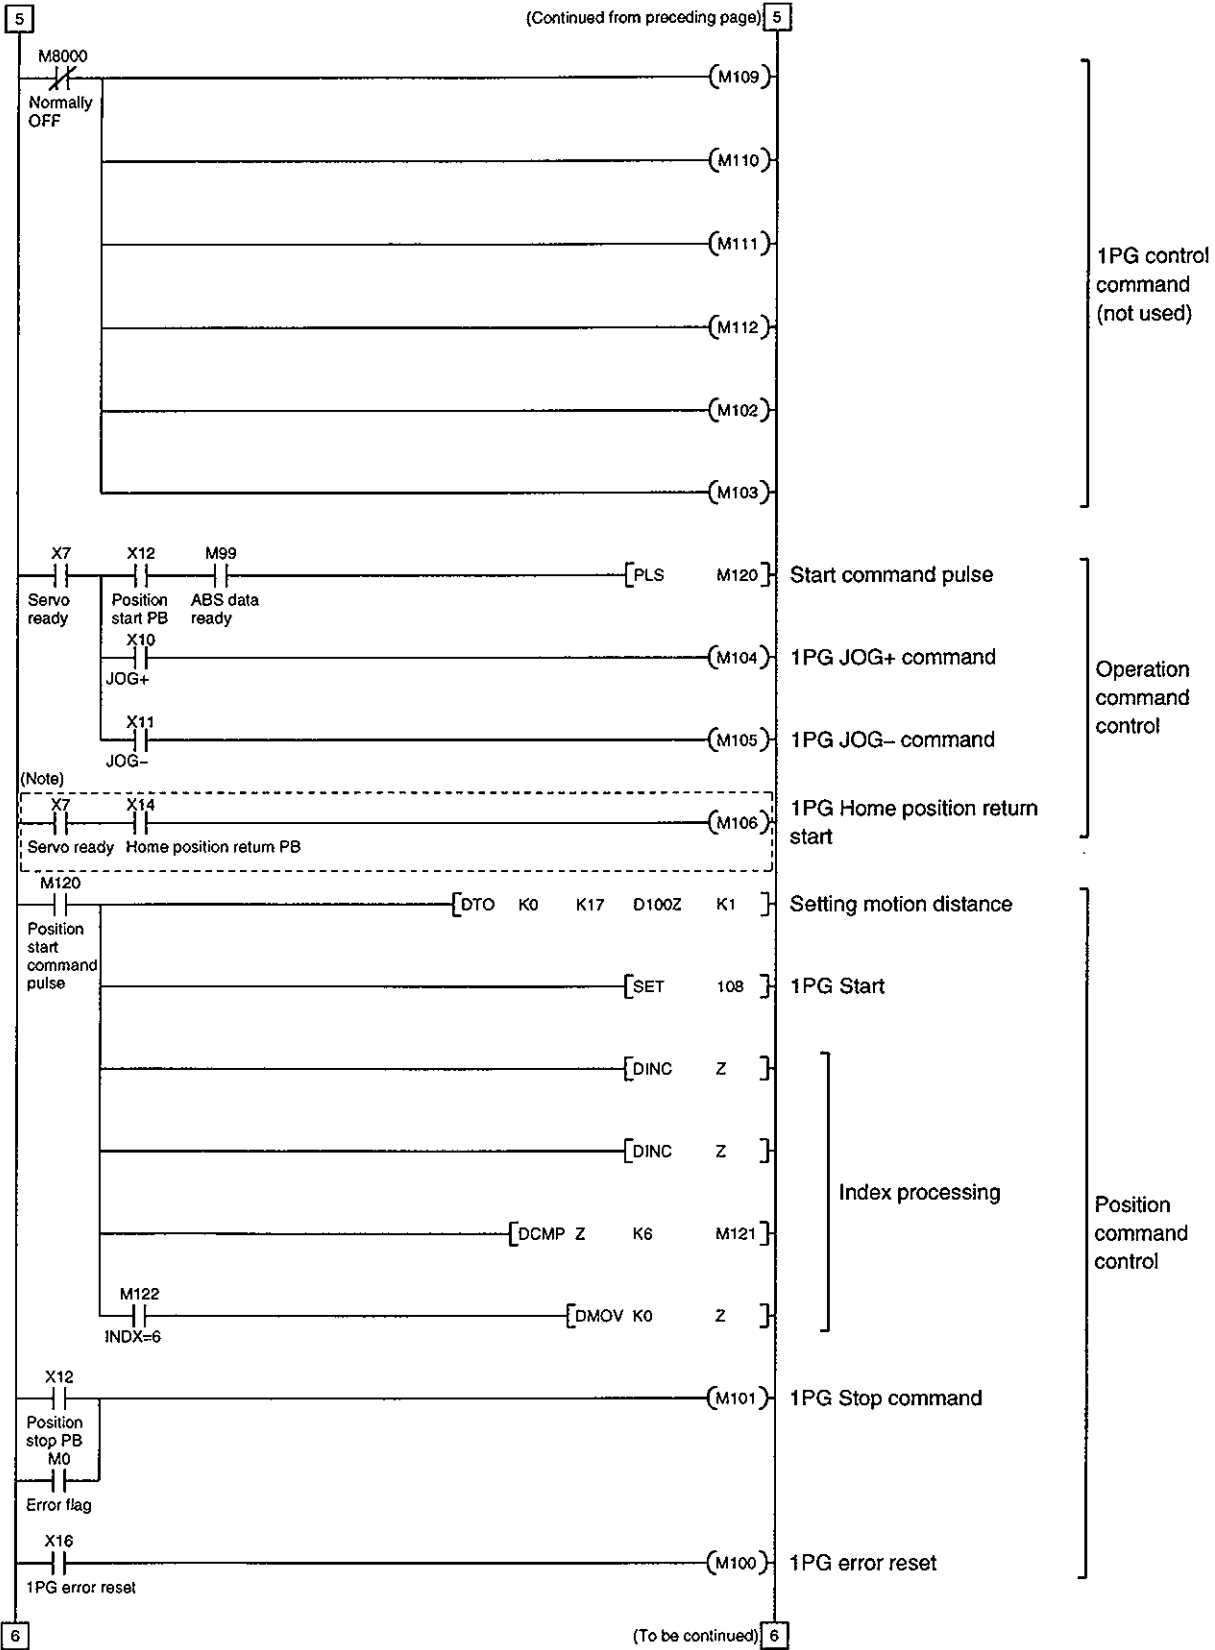 5 (Continued from preceding page) 5
M8000
(M109)
Normally
OFF
(M110)
(M111)
1PG control
command
(not used)
(M112)
(M102)
(M103)
X7 X12 M99
[PLS M120] Start command pulse
Servo
ready
Position
start PB
ABS data
ready
X10
(M104) 1PG JOG+ command
JOG+
Operation
command
control
X11
(M105) 1PG JOG– command
JOG–
(Note)
X7 X14
(M106) 1PG Home position return
start
Servo ready Home position return PB
M120
[DTO K0 K17 D100Z K1 ] Setting motion distance
Position
start
command
pulse
[SET 108 ] 1PG Start
[DINC Z ]
[DINC Z ]
Index processing
Position
command
control
[DCMP Z K6 M121]
M122
[DMOV K0 Z ]
INDX=6
X12
(M101) 1PG Stop command
Position
stop PB
M0
Error flag
X16
(M100) 1PG error reset
1PG error reset
6 (To be continued) 6